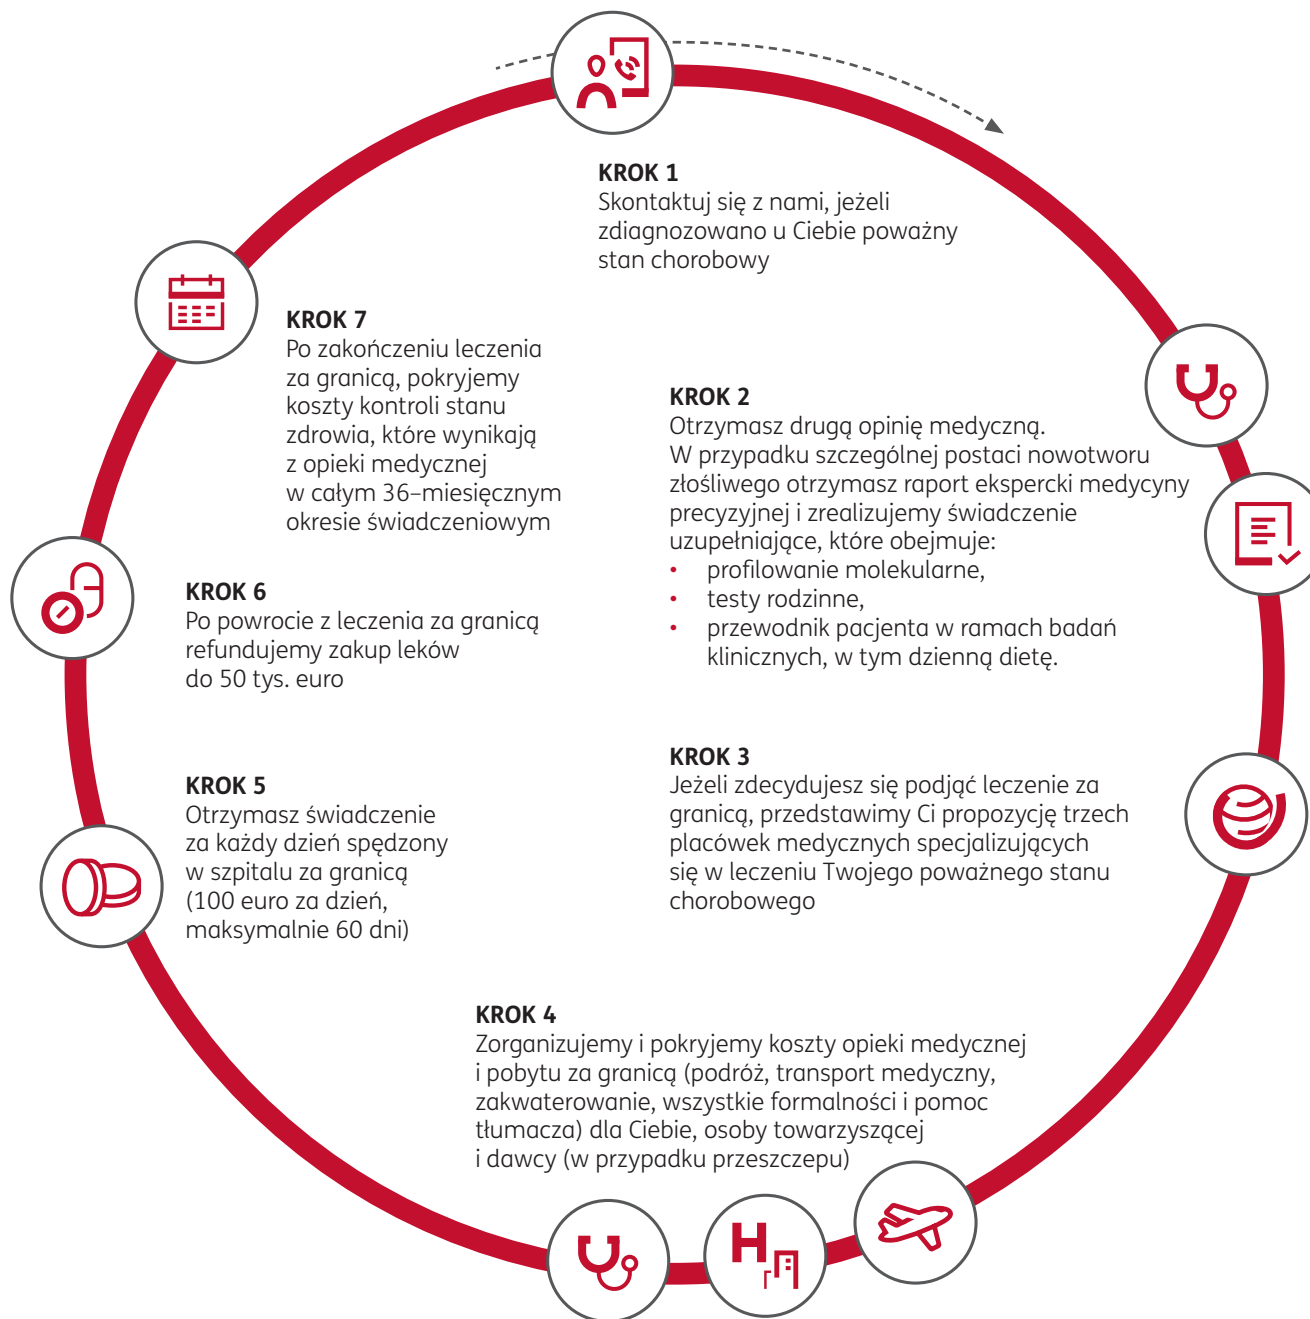 KROK 1
Skontaktuj się z nami, jeżeli
zdiagnozowano u Ciebie poważny
stan chorobowy
KROK 2
Otrzymasz drugą opinię medyczną.
W przypadku szczególnej postaci nowotworu
złośliwego otrzymasz raport ekspercki medycyny
precyzyjnej i zrealizujemy świadczenie
uzupełniające, które obejmuje:
• profilowanie molekularne,
• testy rodzinne,
• przewodnik pacjenta w ramach badań
klinicznych, w tym dzienną dietę.
KROK 3
Jeżeli zdecydujesz się podjąć leczenie za
granicą, przedstawimy Ci propozycję trzech
placówek medycznych specjalizujących
się w leczeniu Twojego poważnego stanu
chorobowego
KROK 4
Zorganizujemy i pokryjemy koszty opieki medycznej
i pobytu za granicą (podróż, transport medyczny,
zakwaterowanie, wszystkie formalności i pomoc
tłumacza) dla Ciebie, osoby towarzyszącej
i dawcy (w przypadku przeszczepu)
KROK 5
Otrzymasz świadczenie
za każdy dzień spędzony
w szpitalu za granicą
(100 euro za dzień,
maksymalnie 60 dni)
KROK 6
Po powrocie z leczenia za granicą
refundujemy zakup leków
do 50 tys. euro
KROK 7
Po zakończeniu leczenia
za granicą, pokryjemy
koszty kontroli stanu
zdrowia, które wynikają
z opieki medycznej
w całym 36–miesięcznym
okresie świadczeniowym
H